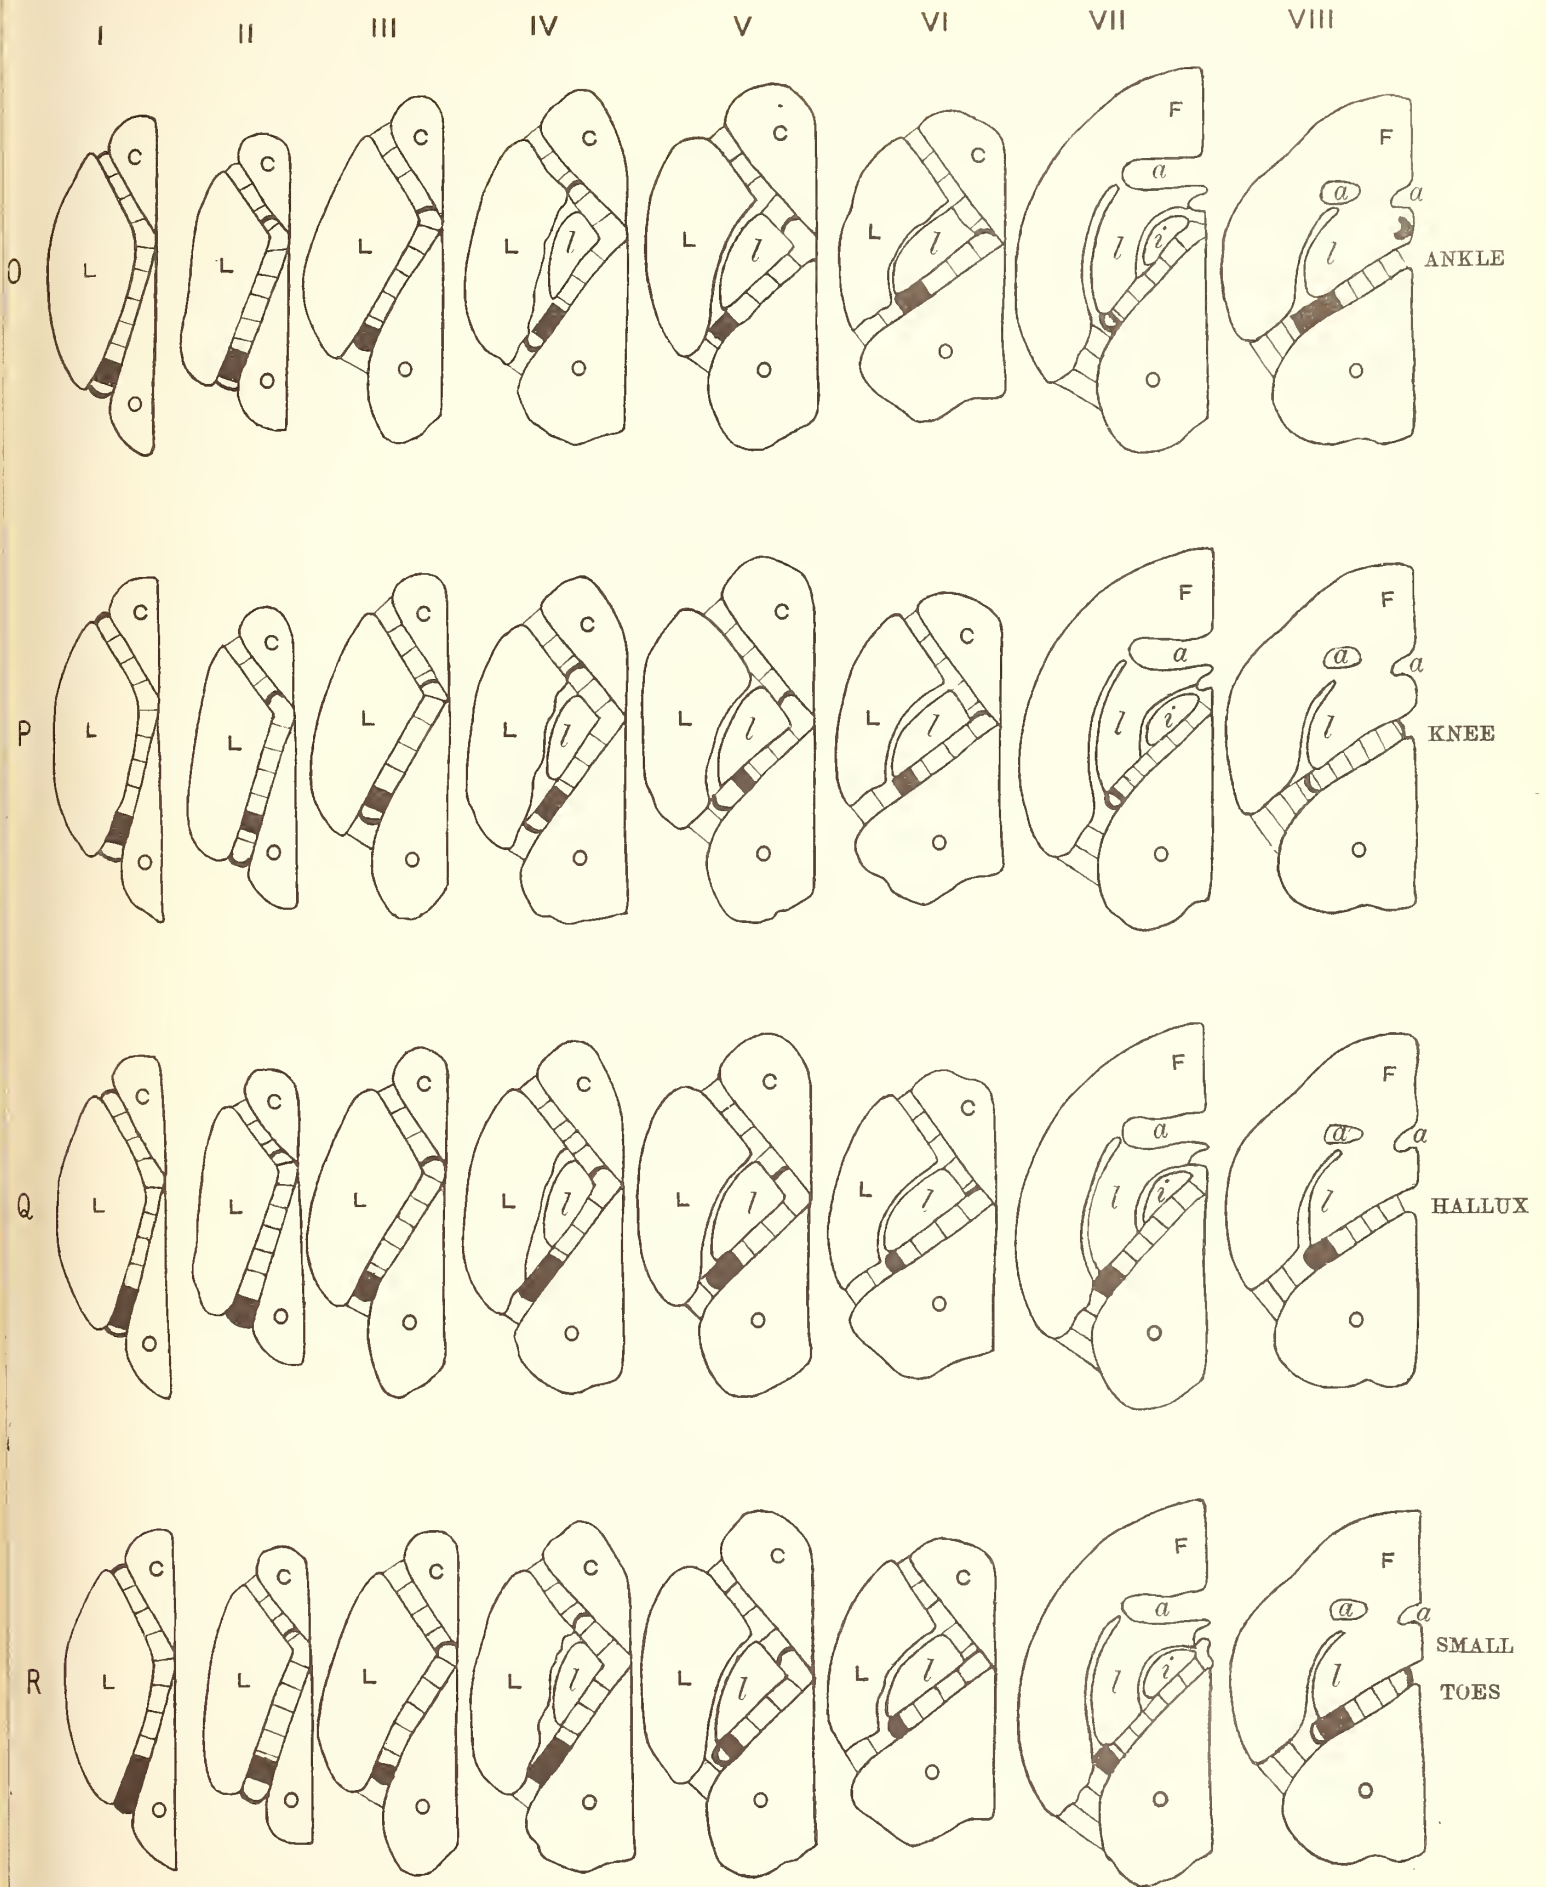 I II III IV V VI VII VIII
C C C C C C F F
a a a
O L L L L l L l L l l i l ANKLE
O O O O O O O O
C C C C C C F F
a a a
P L L L L l L l L l l i l KNEE
O O O O O O O O
C C C C C C F F
a a a
Q L L L L l L l L l l i l HALLUX
O O O O O O O O
C C C C C C F F
a a a
SMALL
R L L L L l L l L l l i l TOES
O O O O O O O O